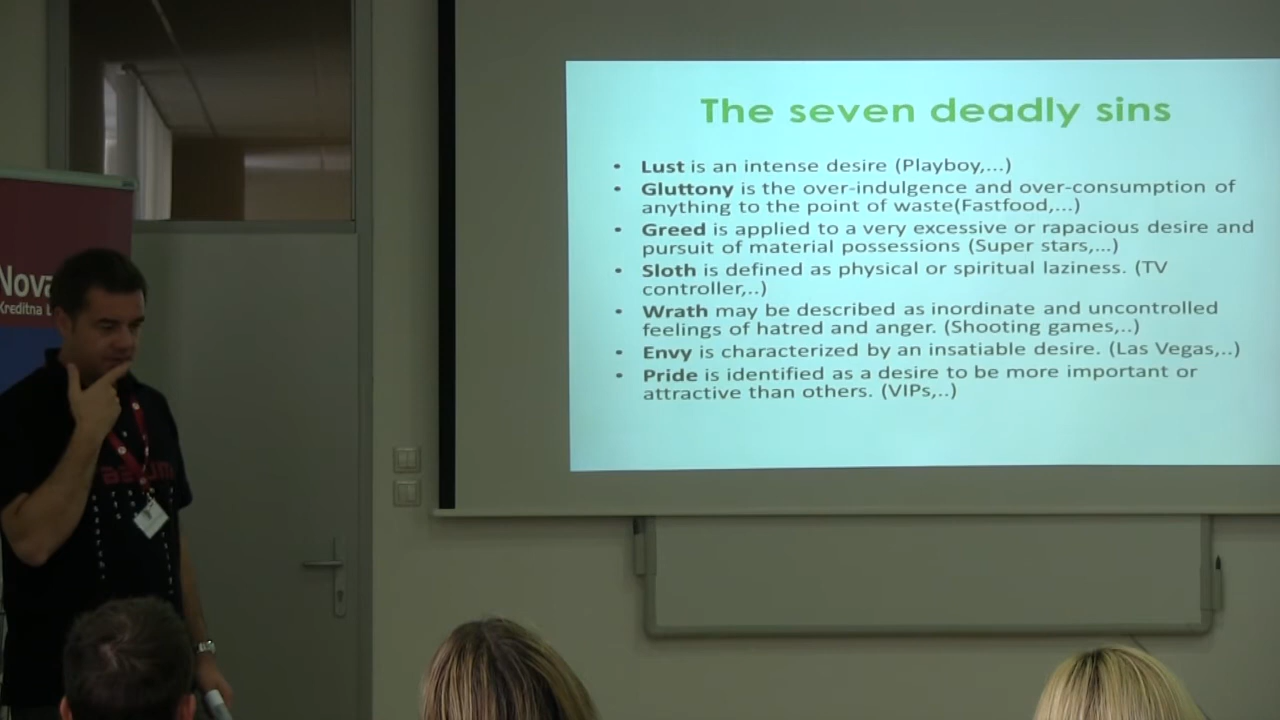 The seven deadly sins
• Lust is an intense desire (Playboy,...)
• Gluttony is the over-indulgence and over-consumption of
anything to the point of waste(Fastfood,...)
• Greed is applied to a very excessive or rapacious desire and
pursuit of material possessions (Super stars,...)
• Sloth is defined as physical or spiritual laziness. (TV
controller,..)
• Wrath may be described as inordinate and uncontrolled
feelings of hatred and anger. (Shooting games,..)
• Envy is characterized by an insatiable desire. (Las Vegas,..)
• Pride is identified as a desire to be more important or
attractive than others. (VIPs,..)
Nova
Kreditna